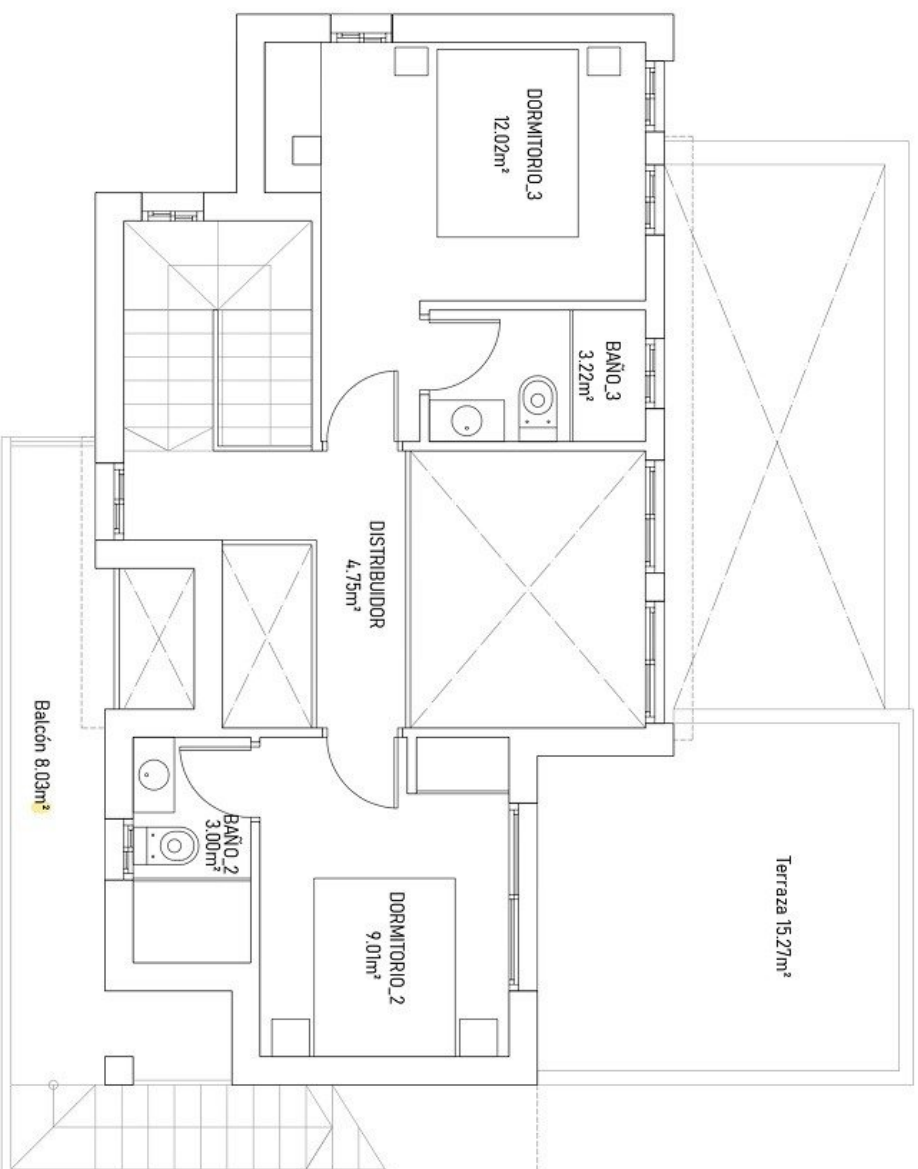 DORMITORIO_3
12.02m²
BAÑO_3
3.22m²
DISTRIBUIDOR
4.75m²
Balcón 8.03m²
BAÑO_2
3.00m²
DORMITORIO_2
9.01m²
Terraza 15.27m²